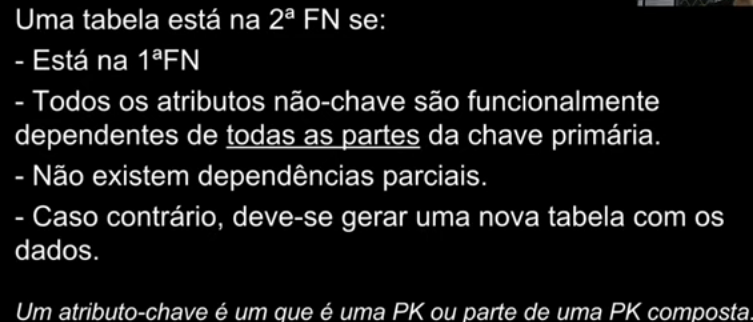 Uma tabela está na 2ª FN se:
- Está na 1ªFN
- Todos os atributos não-chave são funcionalmente
dependentes de todas as partes da chave primária.
- Não existem dependências parciais.
- Caso contrário, deve-se gerar uma nova tabela com os
dados.
Um atributo-chave é um que é uma PK ou parte de uma PK composta.